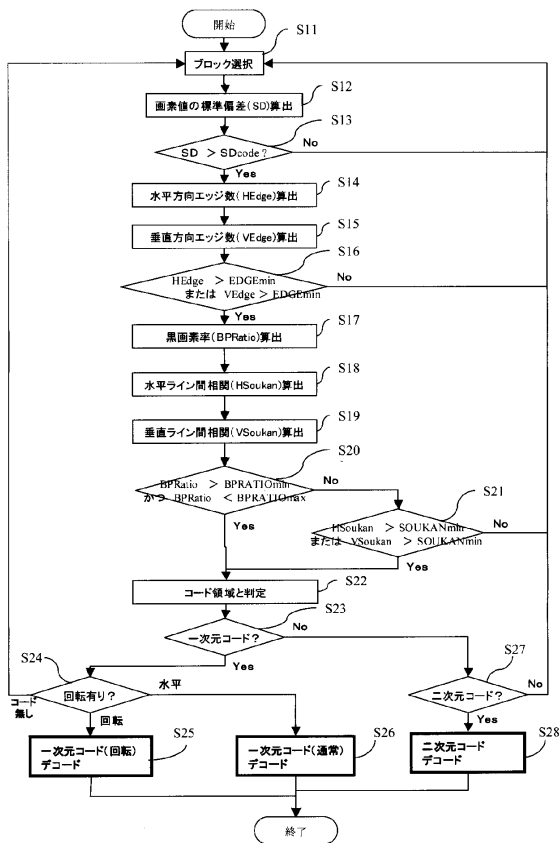 開始
S11
ブロック選択
S12
画素値の標準偏差(SD)算出
S13
SD > SDcode?
No
Yes
S14
水平方向エッジ数(HEdge)算出
S15
垂直方向エッジ数(VEdge)算出
S16
HEdge > EDGEmin
または VEdge > EDGEmin
No
Yes
S17
黒画素率(BPRatio)算出
S18
水平ライン間相関(HSoukan)算出
S19
垂直ライン間相関(VSoukan)算出
S20
BPRatio > BPRATIOmin
かつ BPRatio < BPRATIOmax
No
Yes
S21
HSoukan > SOUKANmin
または VSoukan > SOUKANmin
No
Yes
S22
コード領域と判定
S23
一次元コード?
No
Yes
S24
回転有り?
水平
コード
無し
回転
S27
二次元コード?
No
Yes
S25
一次元コード(回転)
デコード
S26
一次元コード(通常)
デコード
S28
二次元コード
デコード
終了